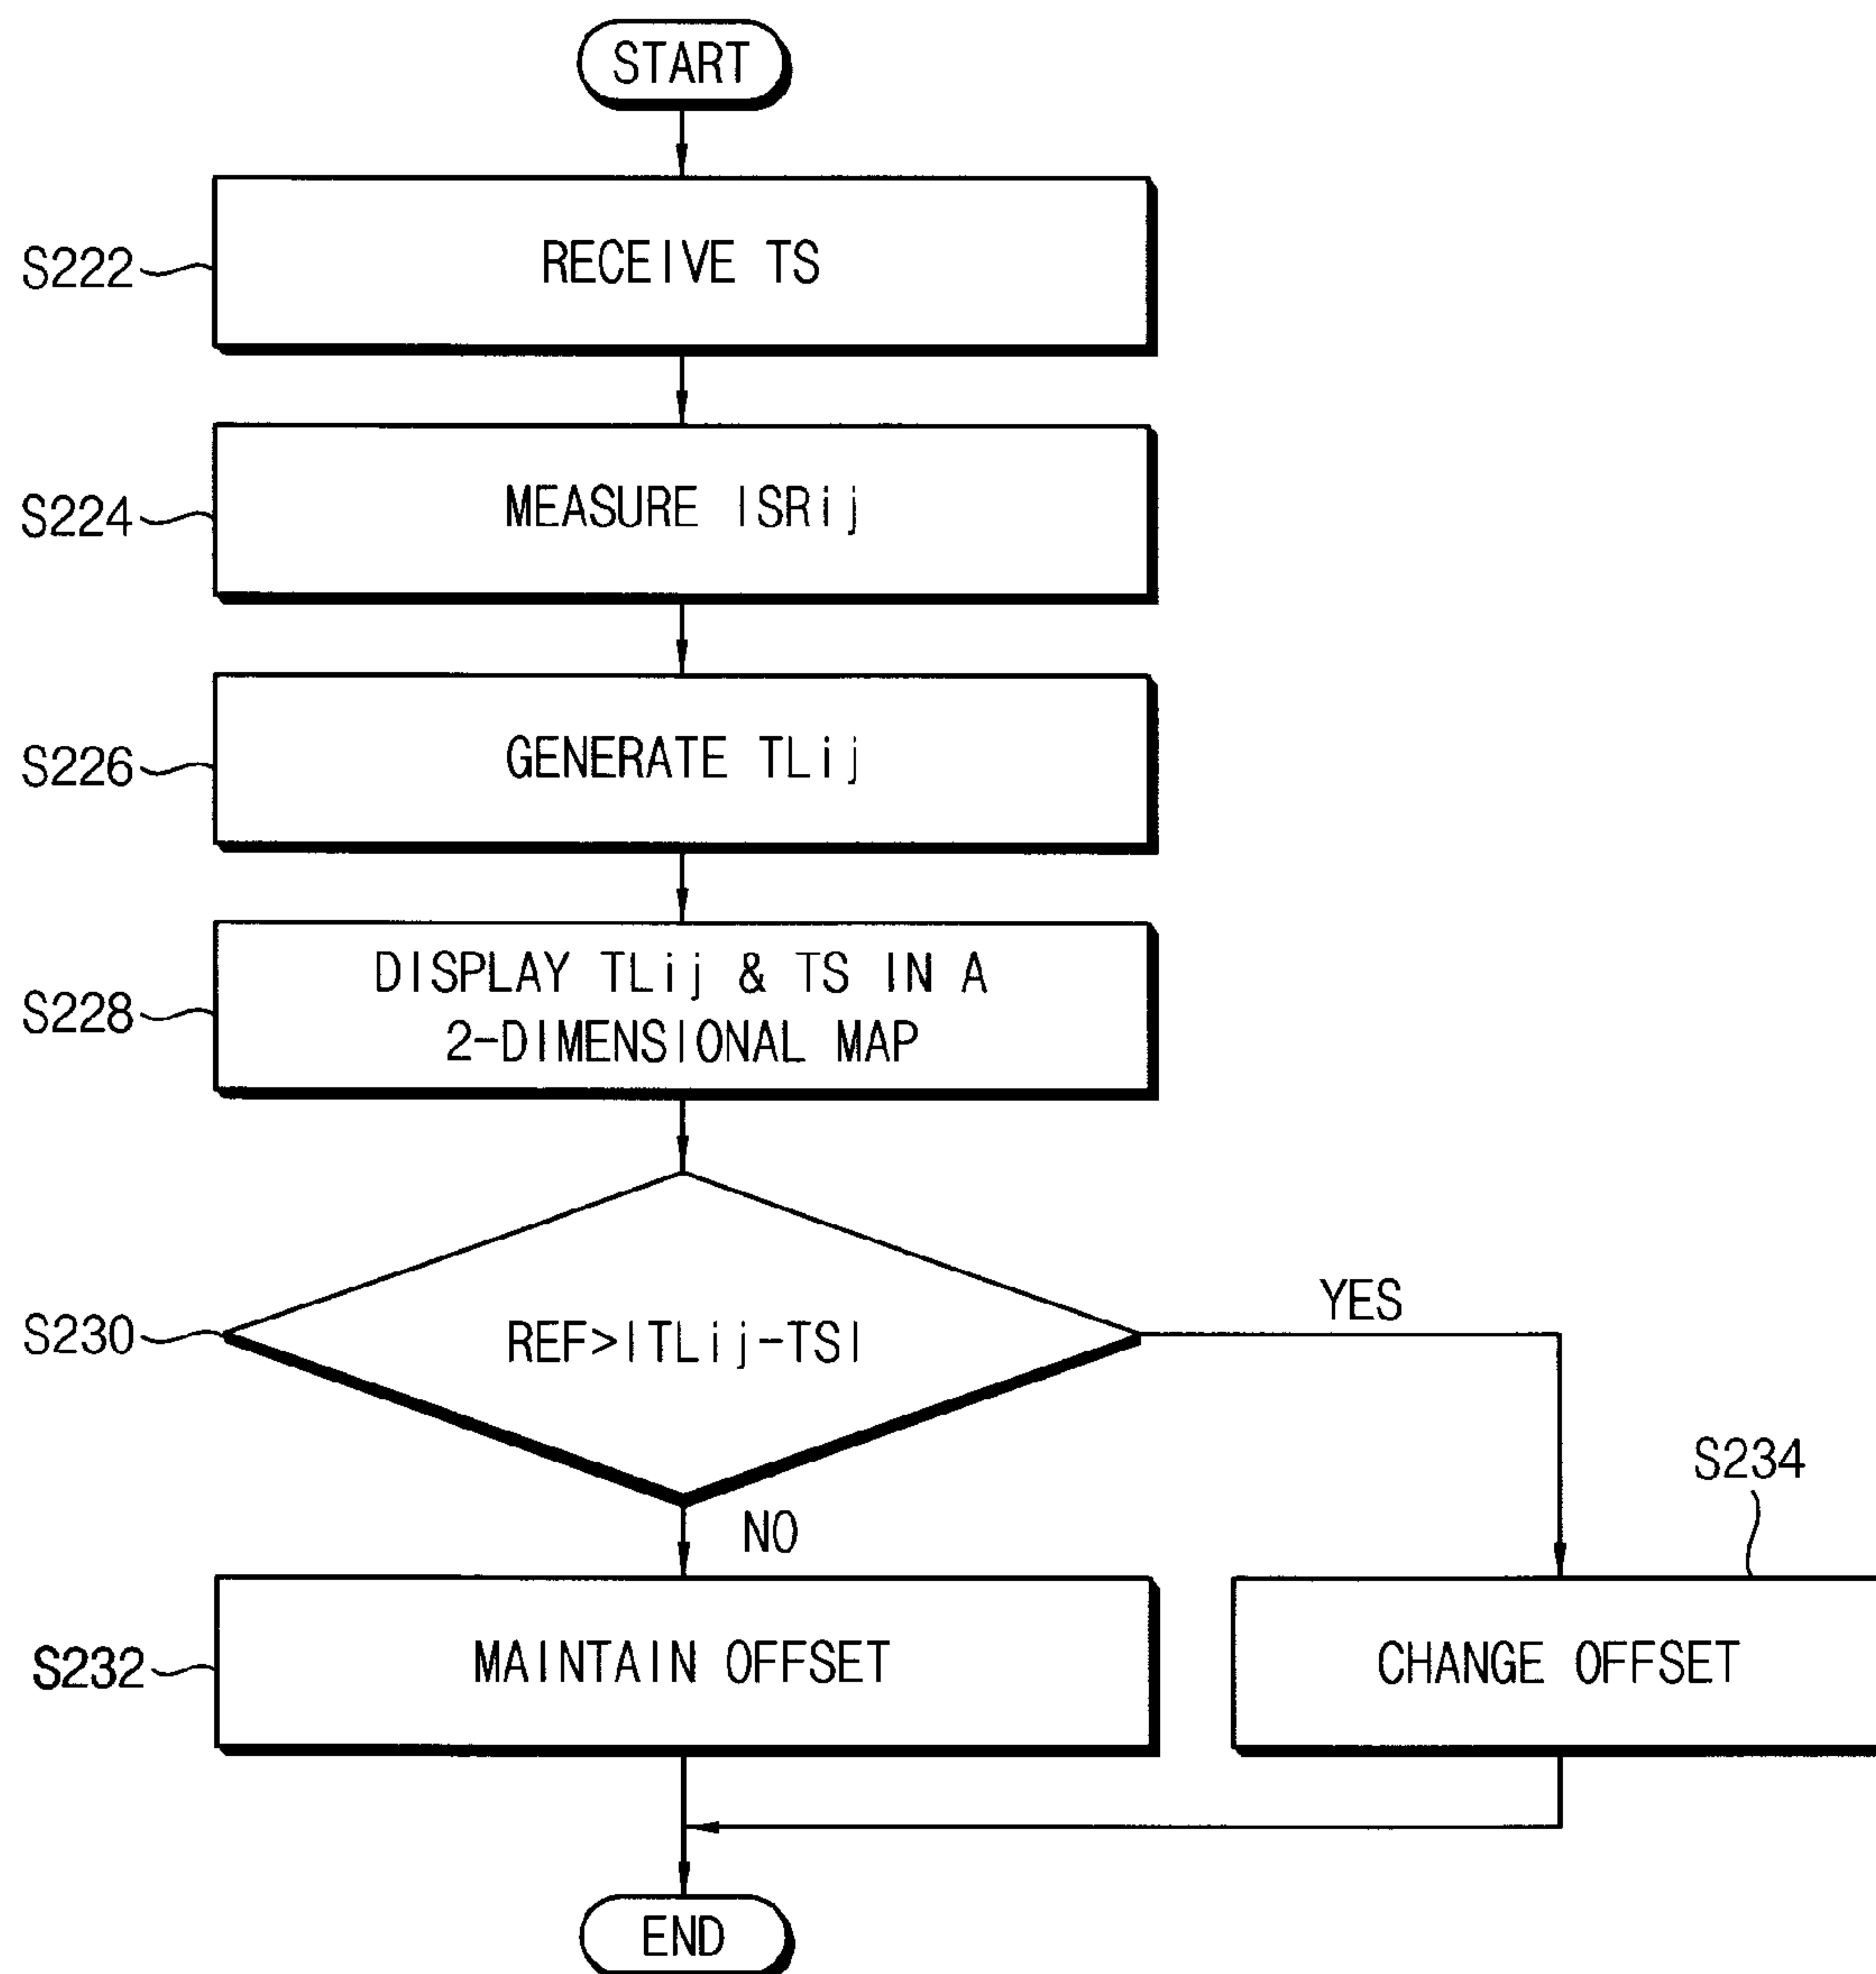 START
S222
RECEIVE TS
S224
MEASURE ISRij
S226
GENERATE TLij
S228
DISPLAY TLij & TS IN A
2-DIMENSIONAL MAP
S230
REF>|TLij-TS|
YES
NO
S234
S232
MAINTAIN OFFSET
CHANGE OFFSET
END